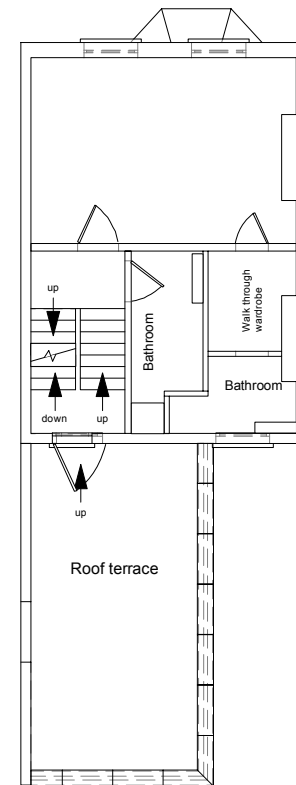 up
Bathroom
Walk through
wardrobe
Bathroom
down
up
up
Roof terrace